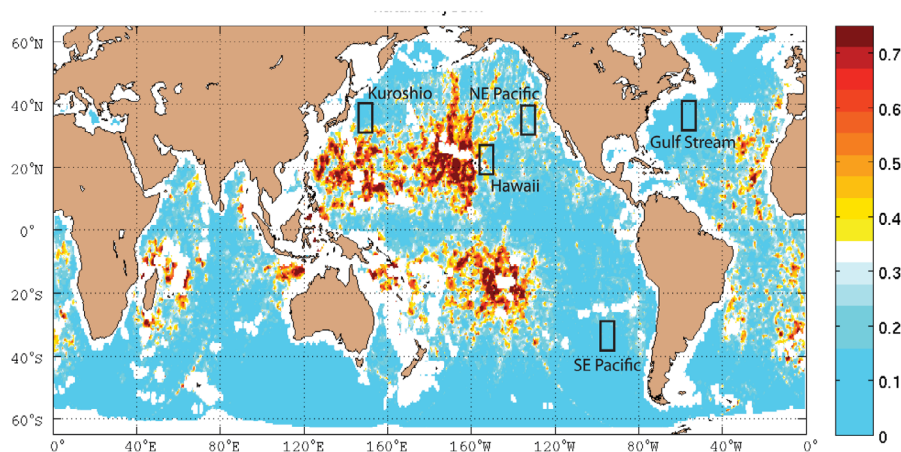 60°N
40°N
20°N
0°
20°S
40°S
60°S
0°
40°E
80°E
120°E
160°E
160°W
120°W
80°W
40°W
0°
Kuroshio
NE Pacific
Gulf Stream
Hawaii
SE Pacific
0.7
0.6
0.5
0.4
0.3
0.2
0.1
0